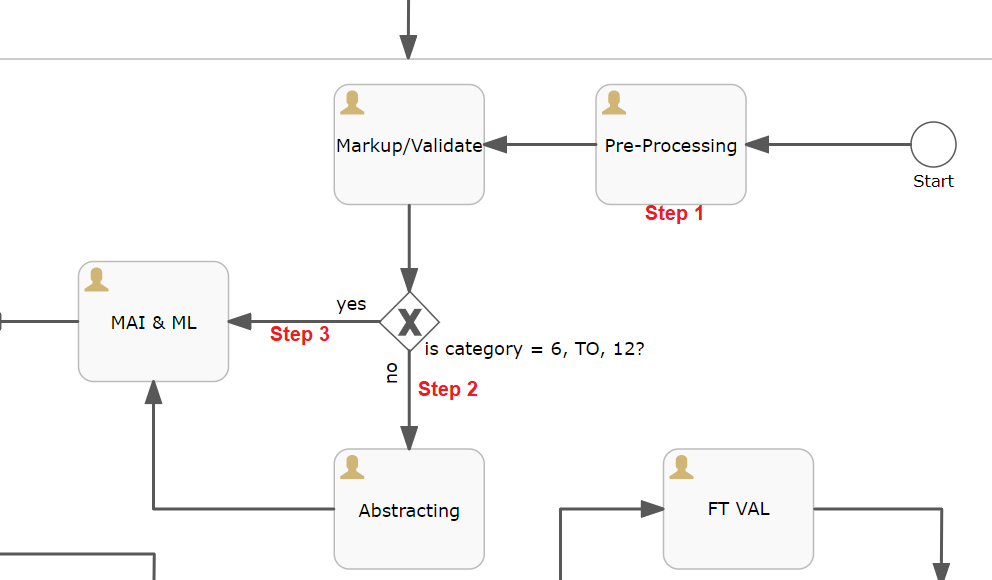 Markup/Validate
Pre-Processing
Start
Step 1
MAI & ML
yes
Step 3
is category = 6, TO, 12?
no
Step 2
Abstracting
FT VAL